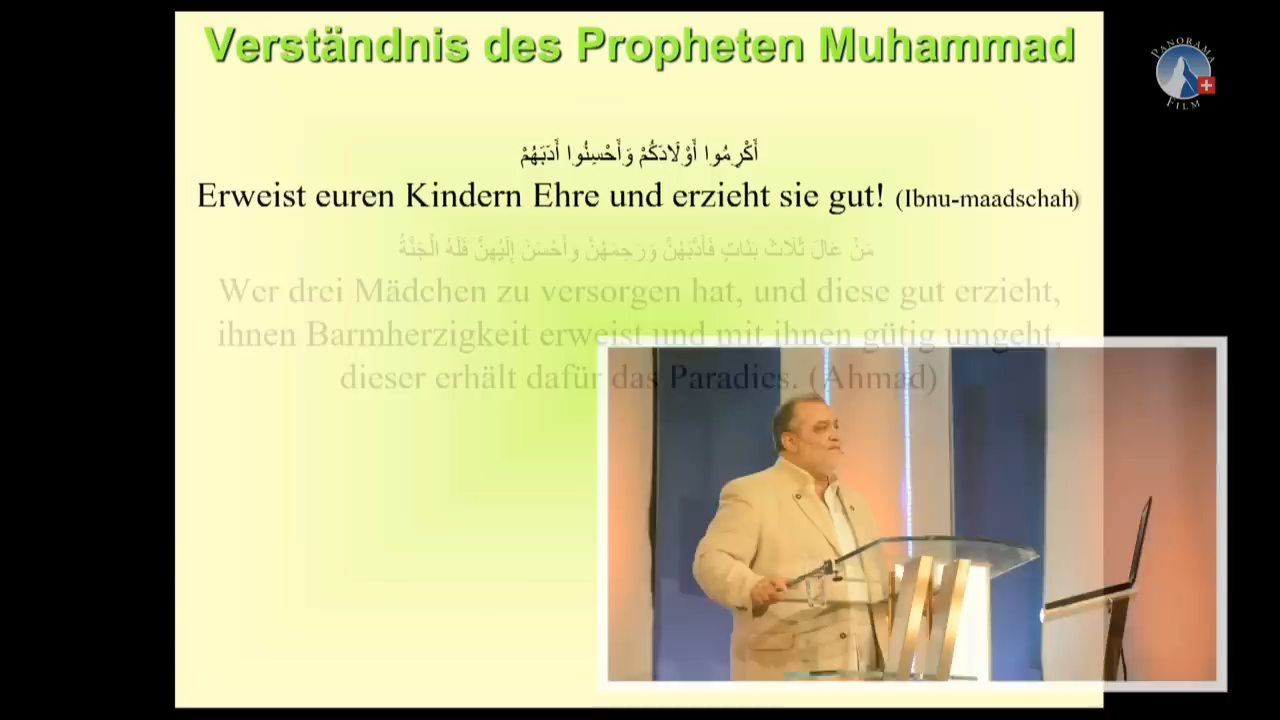 Verständnis des Propheten Muhammad
PANORAMA
FILM
أَكْرِمُوا أَوْلَادَكُمْ وَأَحْسِنُوا أَدَبَهُمْ
Erweist euren Kindern Ehre und erzieht sie gut! (Ibnu-maadschah)
مَنْ عَالَ ثَلَاثَ بَنَاتٍ فَأَدَّبَهُنَّ وَرَحِمَهُنَّ وَأَحْسَنَ إِلَيْهِنَّ فَلَهُ الْجَنَّةُ
Wer drei Mädchen zu versorgen hat, und diese gut erzieht,
ihnen Barmherzigkeit erweist und mit ihnen gütig umgeht,
dieser erhält dafür das Paradies. (Ahmad)